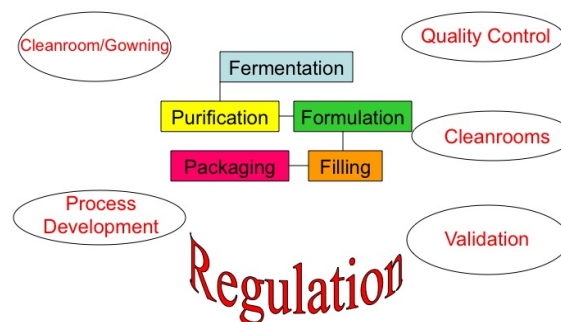 Cleanroom/Gowning
Quality Control
Fermentation
Purification
Formulation
Cleanrooms
Packaging
Filling
Process
Development
Validation
Regulation